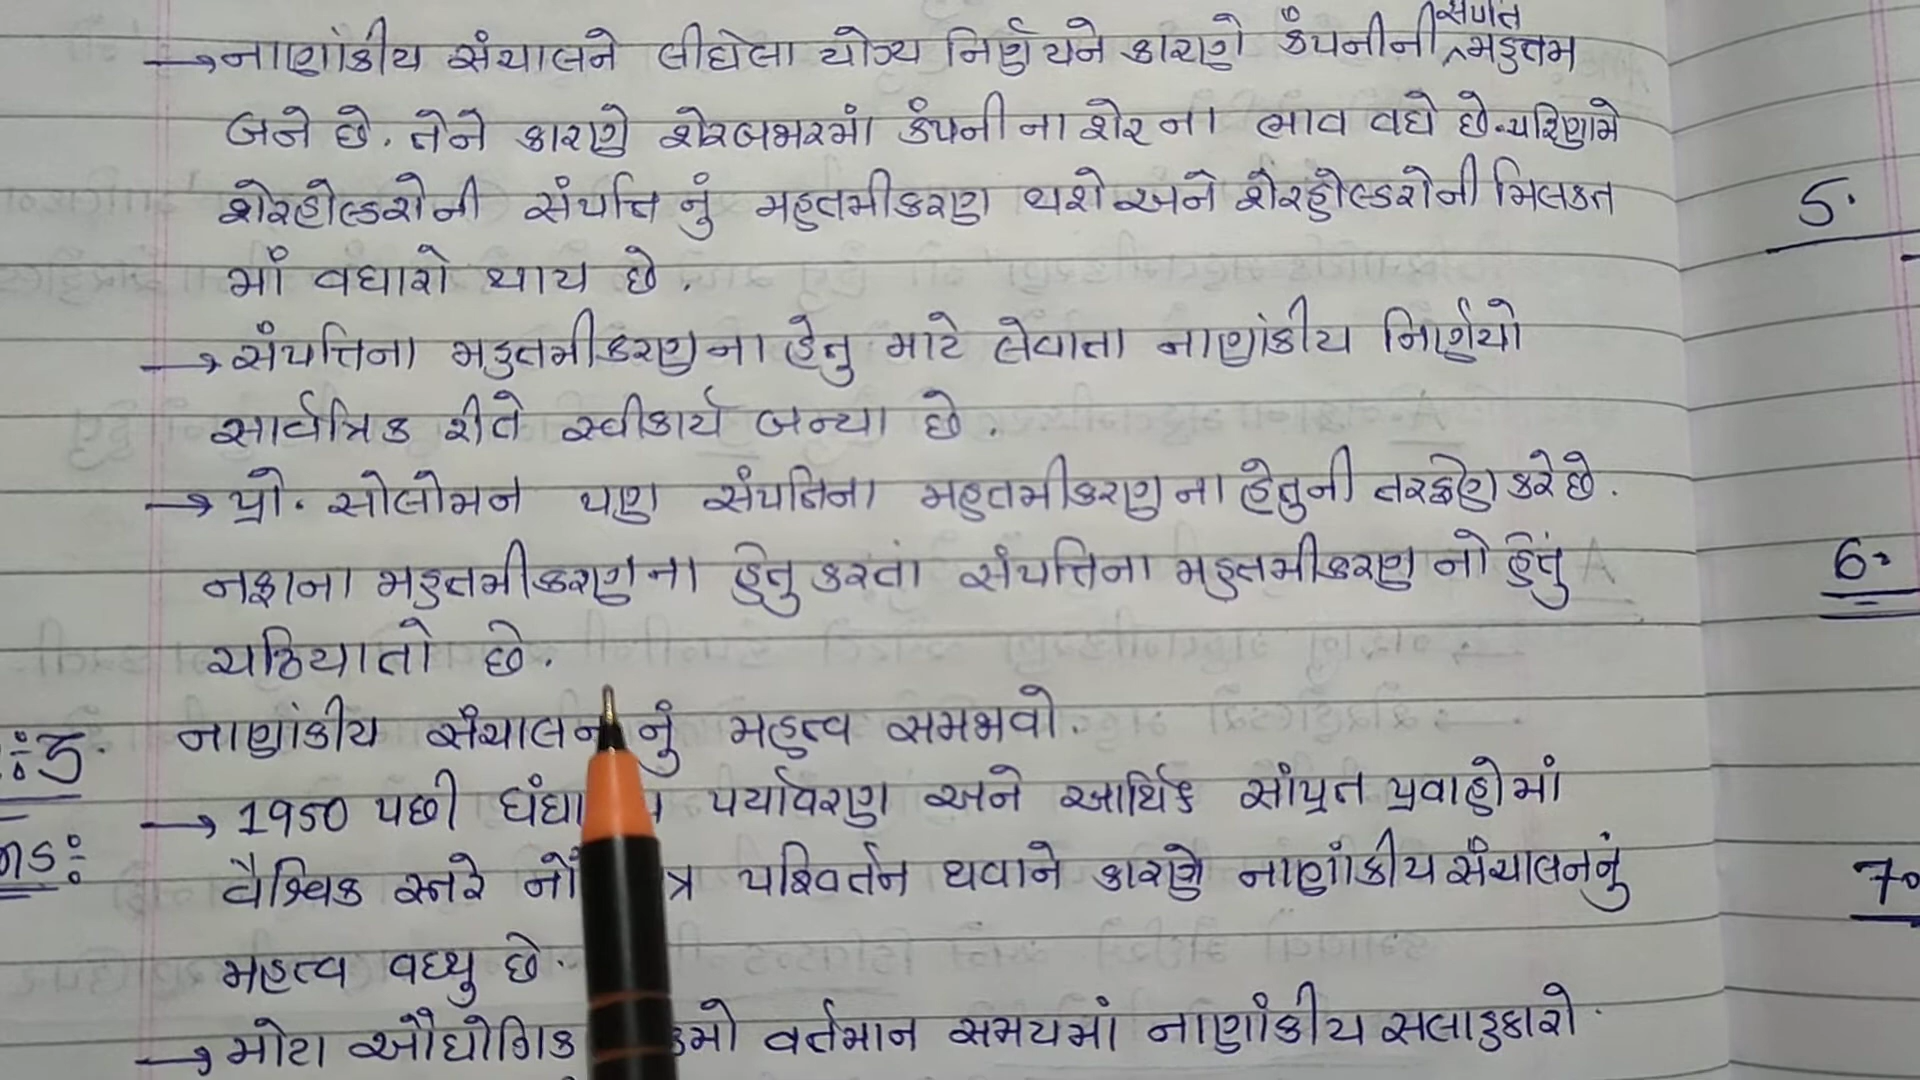 સંપત્તિ
→ નાણાંકીય સંચાલને લીધેલા યોગ્ય નિર્ણયને કારણે કંપનીની ^ મહત્તમ
બને છે. તેને કારણે શેરબજારમાં કંપનીના શેરના ભાવ વધે છે. પરિણામે
શેરહોલ્ડરોની સંપત્તિનું મહત્તમીકરણ થશે અને શેરહોલ્ડરોની મિલકત
માં વધારો થાય છે.
→ સંપત્તિના મહત્તમીકરણના હેતુ માટે લેવાતા નાણાંકીય નિર્ણયો
સાર્વત્રિક રીતે સ્વીકાર્ય બન્યા છે.
→ પ્રો. સોલોમન પણ સંપત્તિના મહત્તમીકરણના હેતુની તરફેણ કરે છે.
નફાના મહત્તમીકરણના હેતુ કરતાં સંપત્તિના મહત્તમીકરણનો હેતું
ચઢિયાતો છે.
નાણાંકીય સંચાલનનું મહત્વ સમજાવો.
→ 1950 પછી પર્યાવરણ અને આર્થિક સાંપ્રત પ્રવાહોમાં
વૈશ્વિક સ્તરે પરિવર્તન થવાને કારણે નાણાંકીય સંચાલનનું
મહત્વ વધ્યુ છે.
→ મોટા ઔદ્યોગિક વર્તમાન સમયમાં નાણાંકીય સલાહકારો
5.
6.
7.